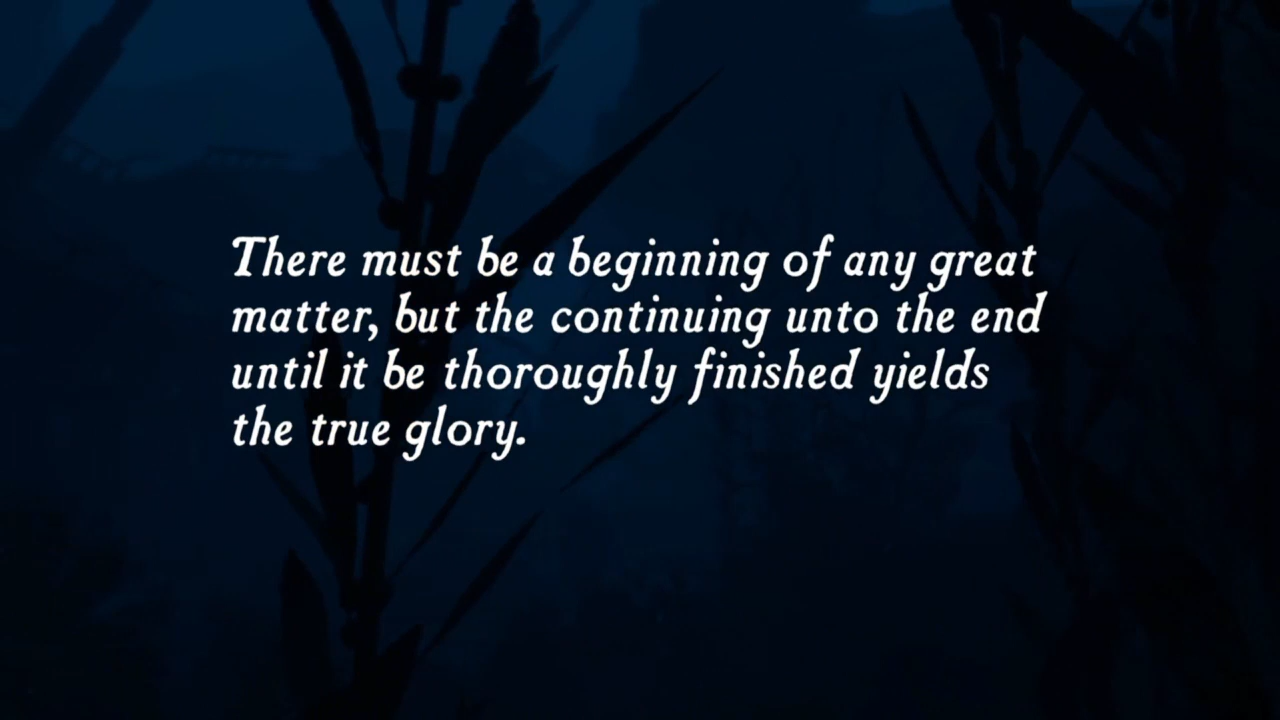 There must be a beginning of any great
matter, but the continuing unto the end
until it be thoroughly finished yields
the true glory.